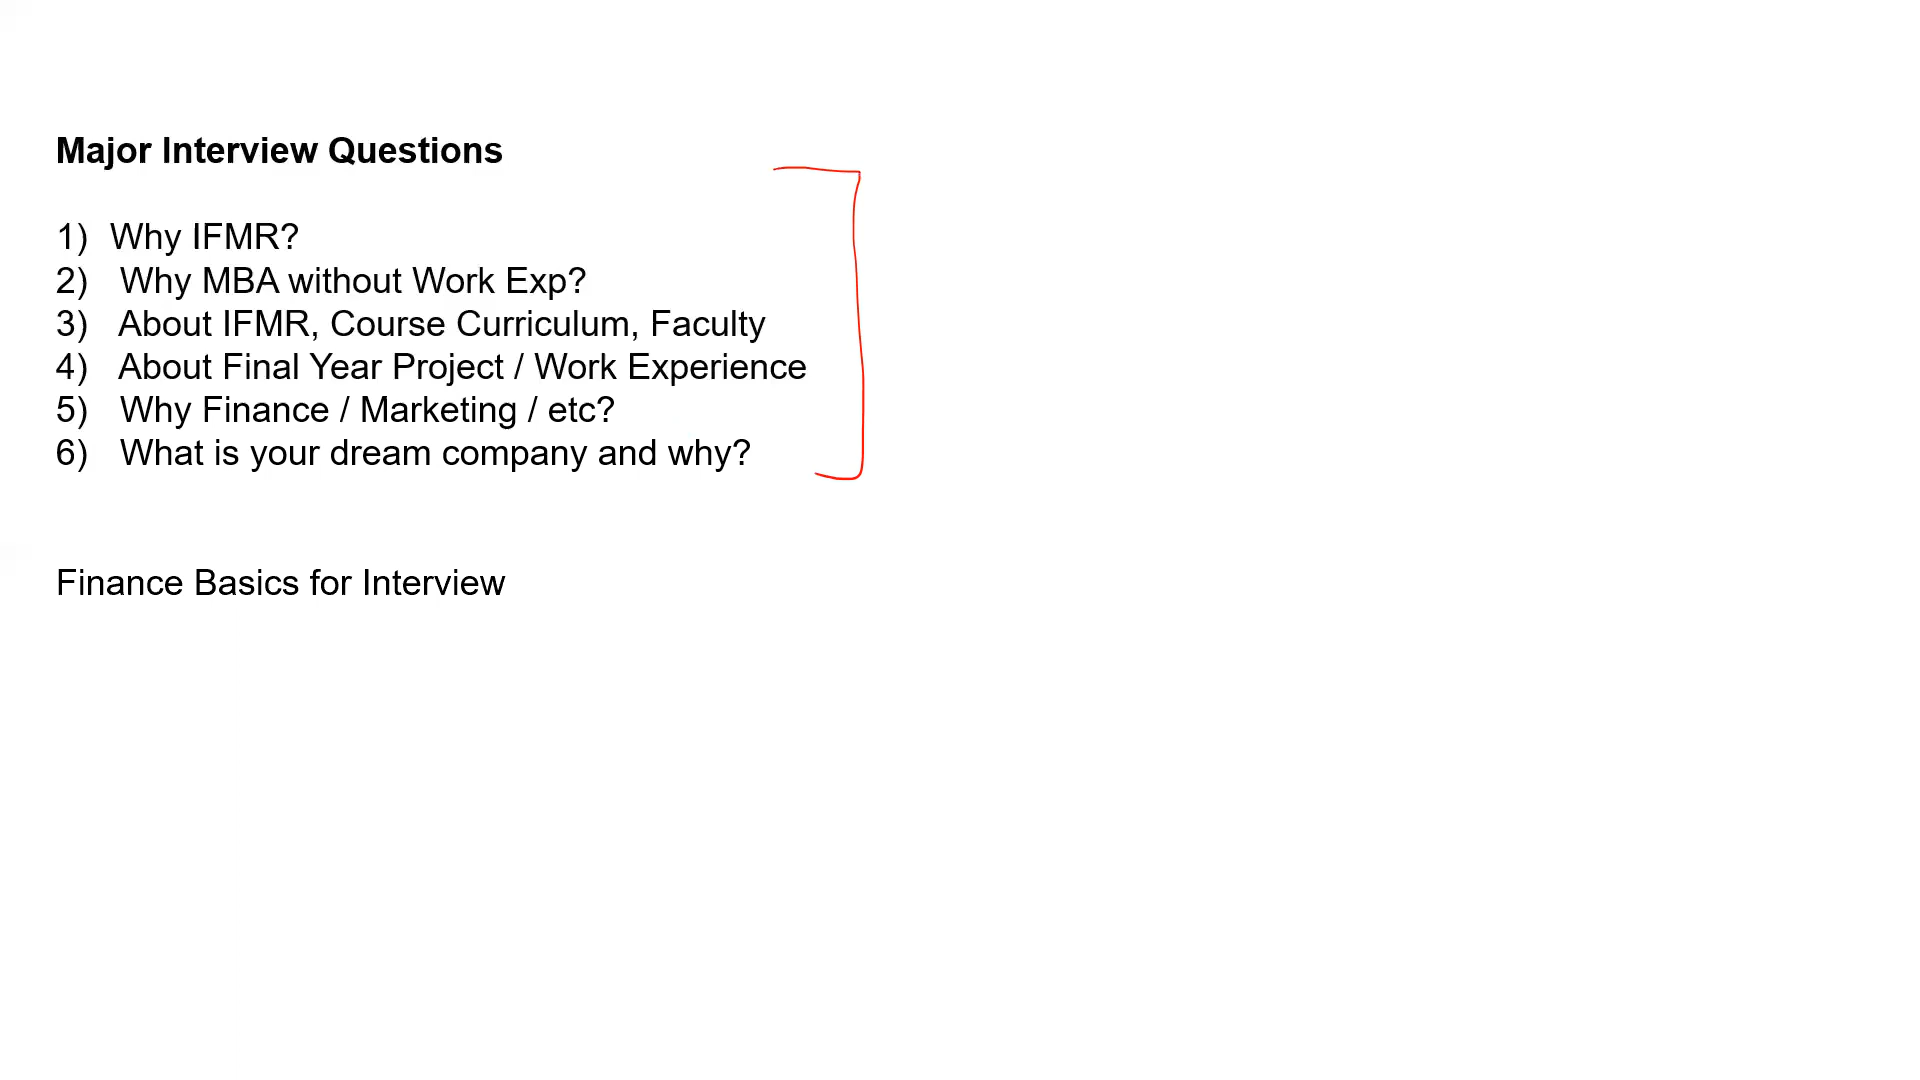 Major Interview Questions
1) Why IFMR?
2) Why MBA without Work Exp?
3) About IFMR, Course Curriculum, Faculty
4) About Final Year Project / Work Experience
5) Why Finance / Marketing / etc?
6) What is your dream company and why?
Finance Basics for Interview